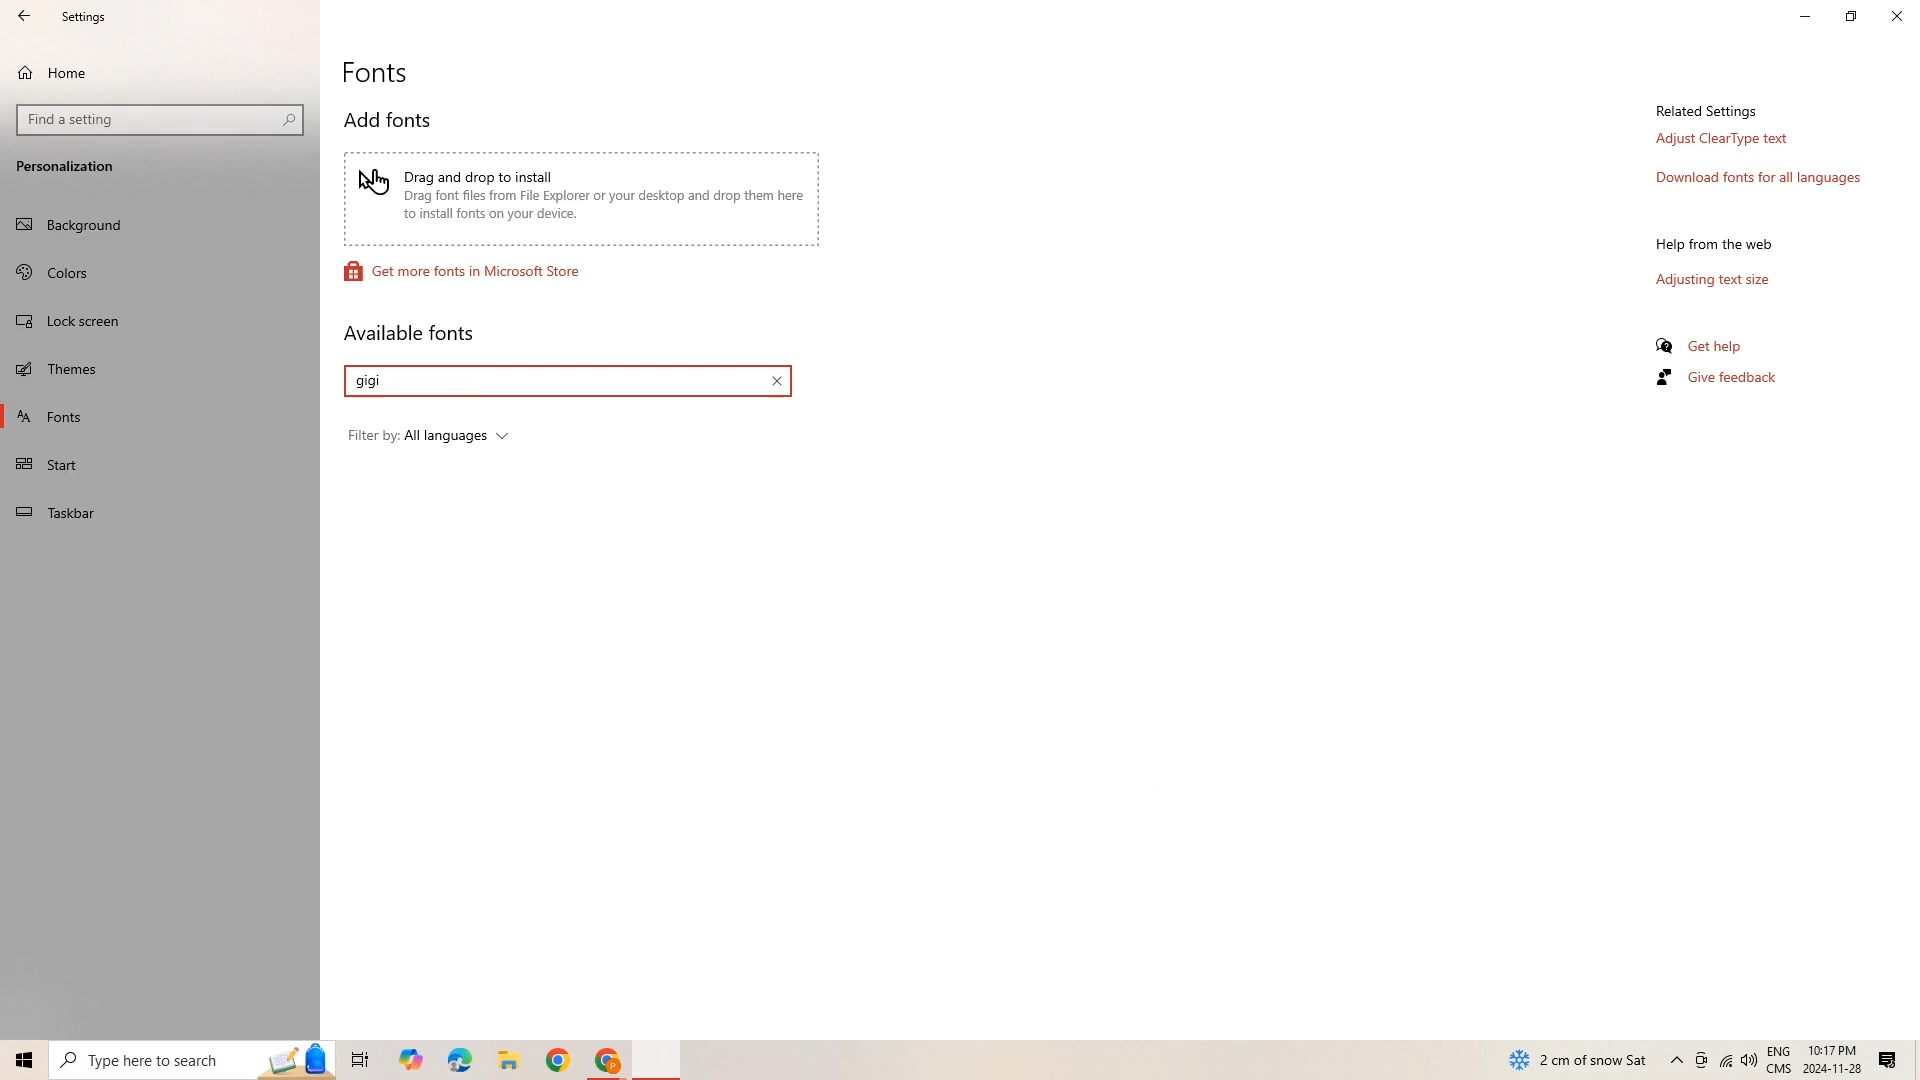 Settings
Home
Find a setting
Personalization
Background
Colors
Lock screen
Themes
Fonts
Start
Taskbar
Fonts
Add fonts
Drag and drop to install
Drag font files from File Explorer or your desktop and drop them here
to install fonts on your device.
Get more fonts in Microsoft Store
Available fonts
gigi
Filter by: All languages
Related Settings
Adjust ClearType text
Download fonts for all languages
Help from the web
Adjusting text size
Get help
Give feedback
Type here to search
2 cm of snow Sat
ENG
CMS
10:17 PM
2024-11-28